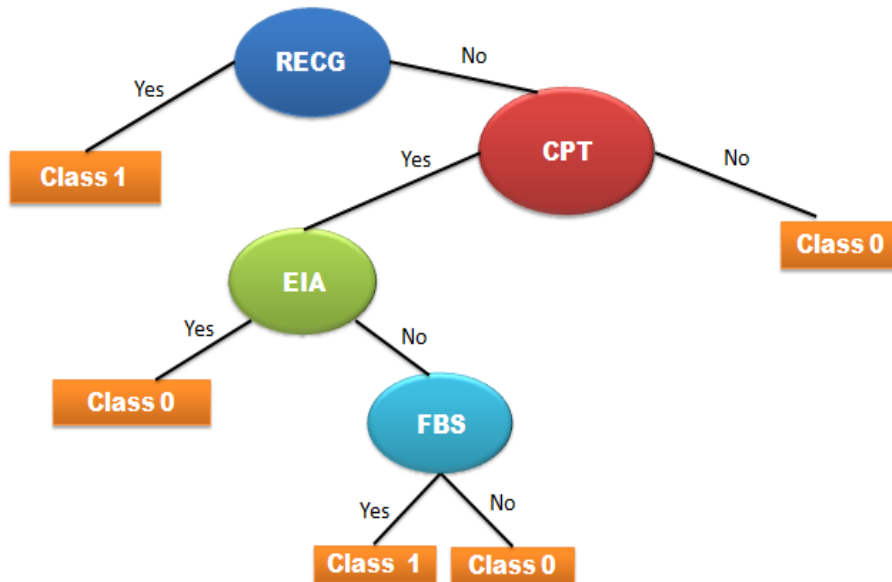 RECG
Yes
No
Class 1
CPT
Yes
No
Class 0
EIA
Yes
No
Class 0
FBS
Yes
No
Class 1
Class 0